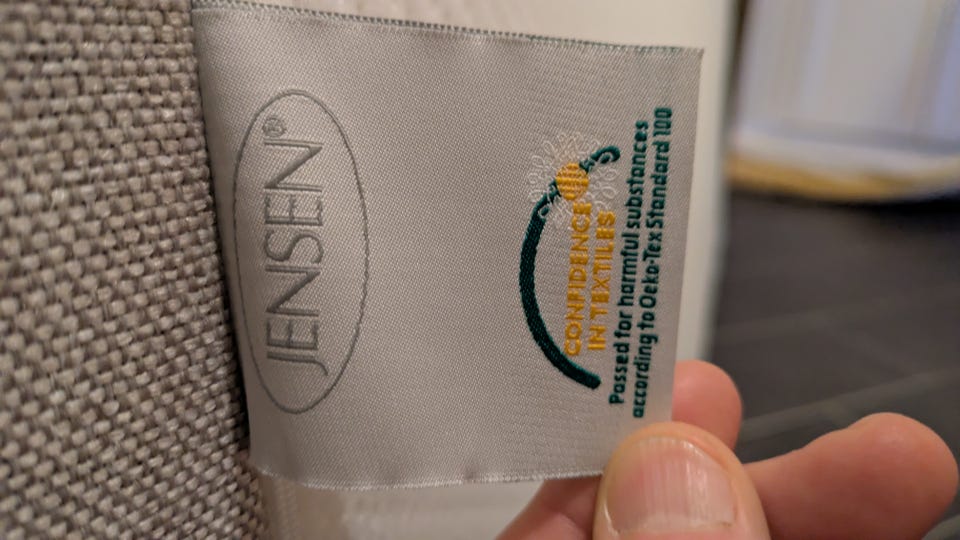 JENSEN®
CONFIDENCE
IN TEXTILES
Passed for harmful substances
according to Oeko-Tex Standard 100